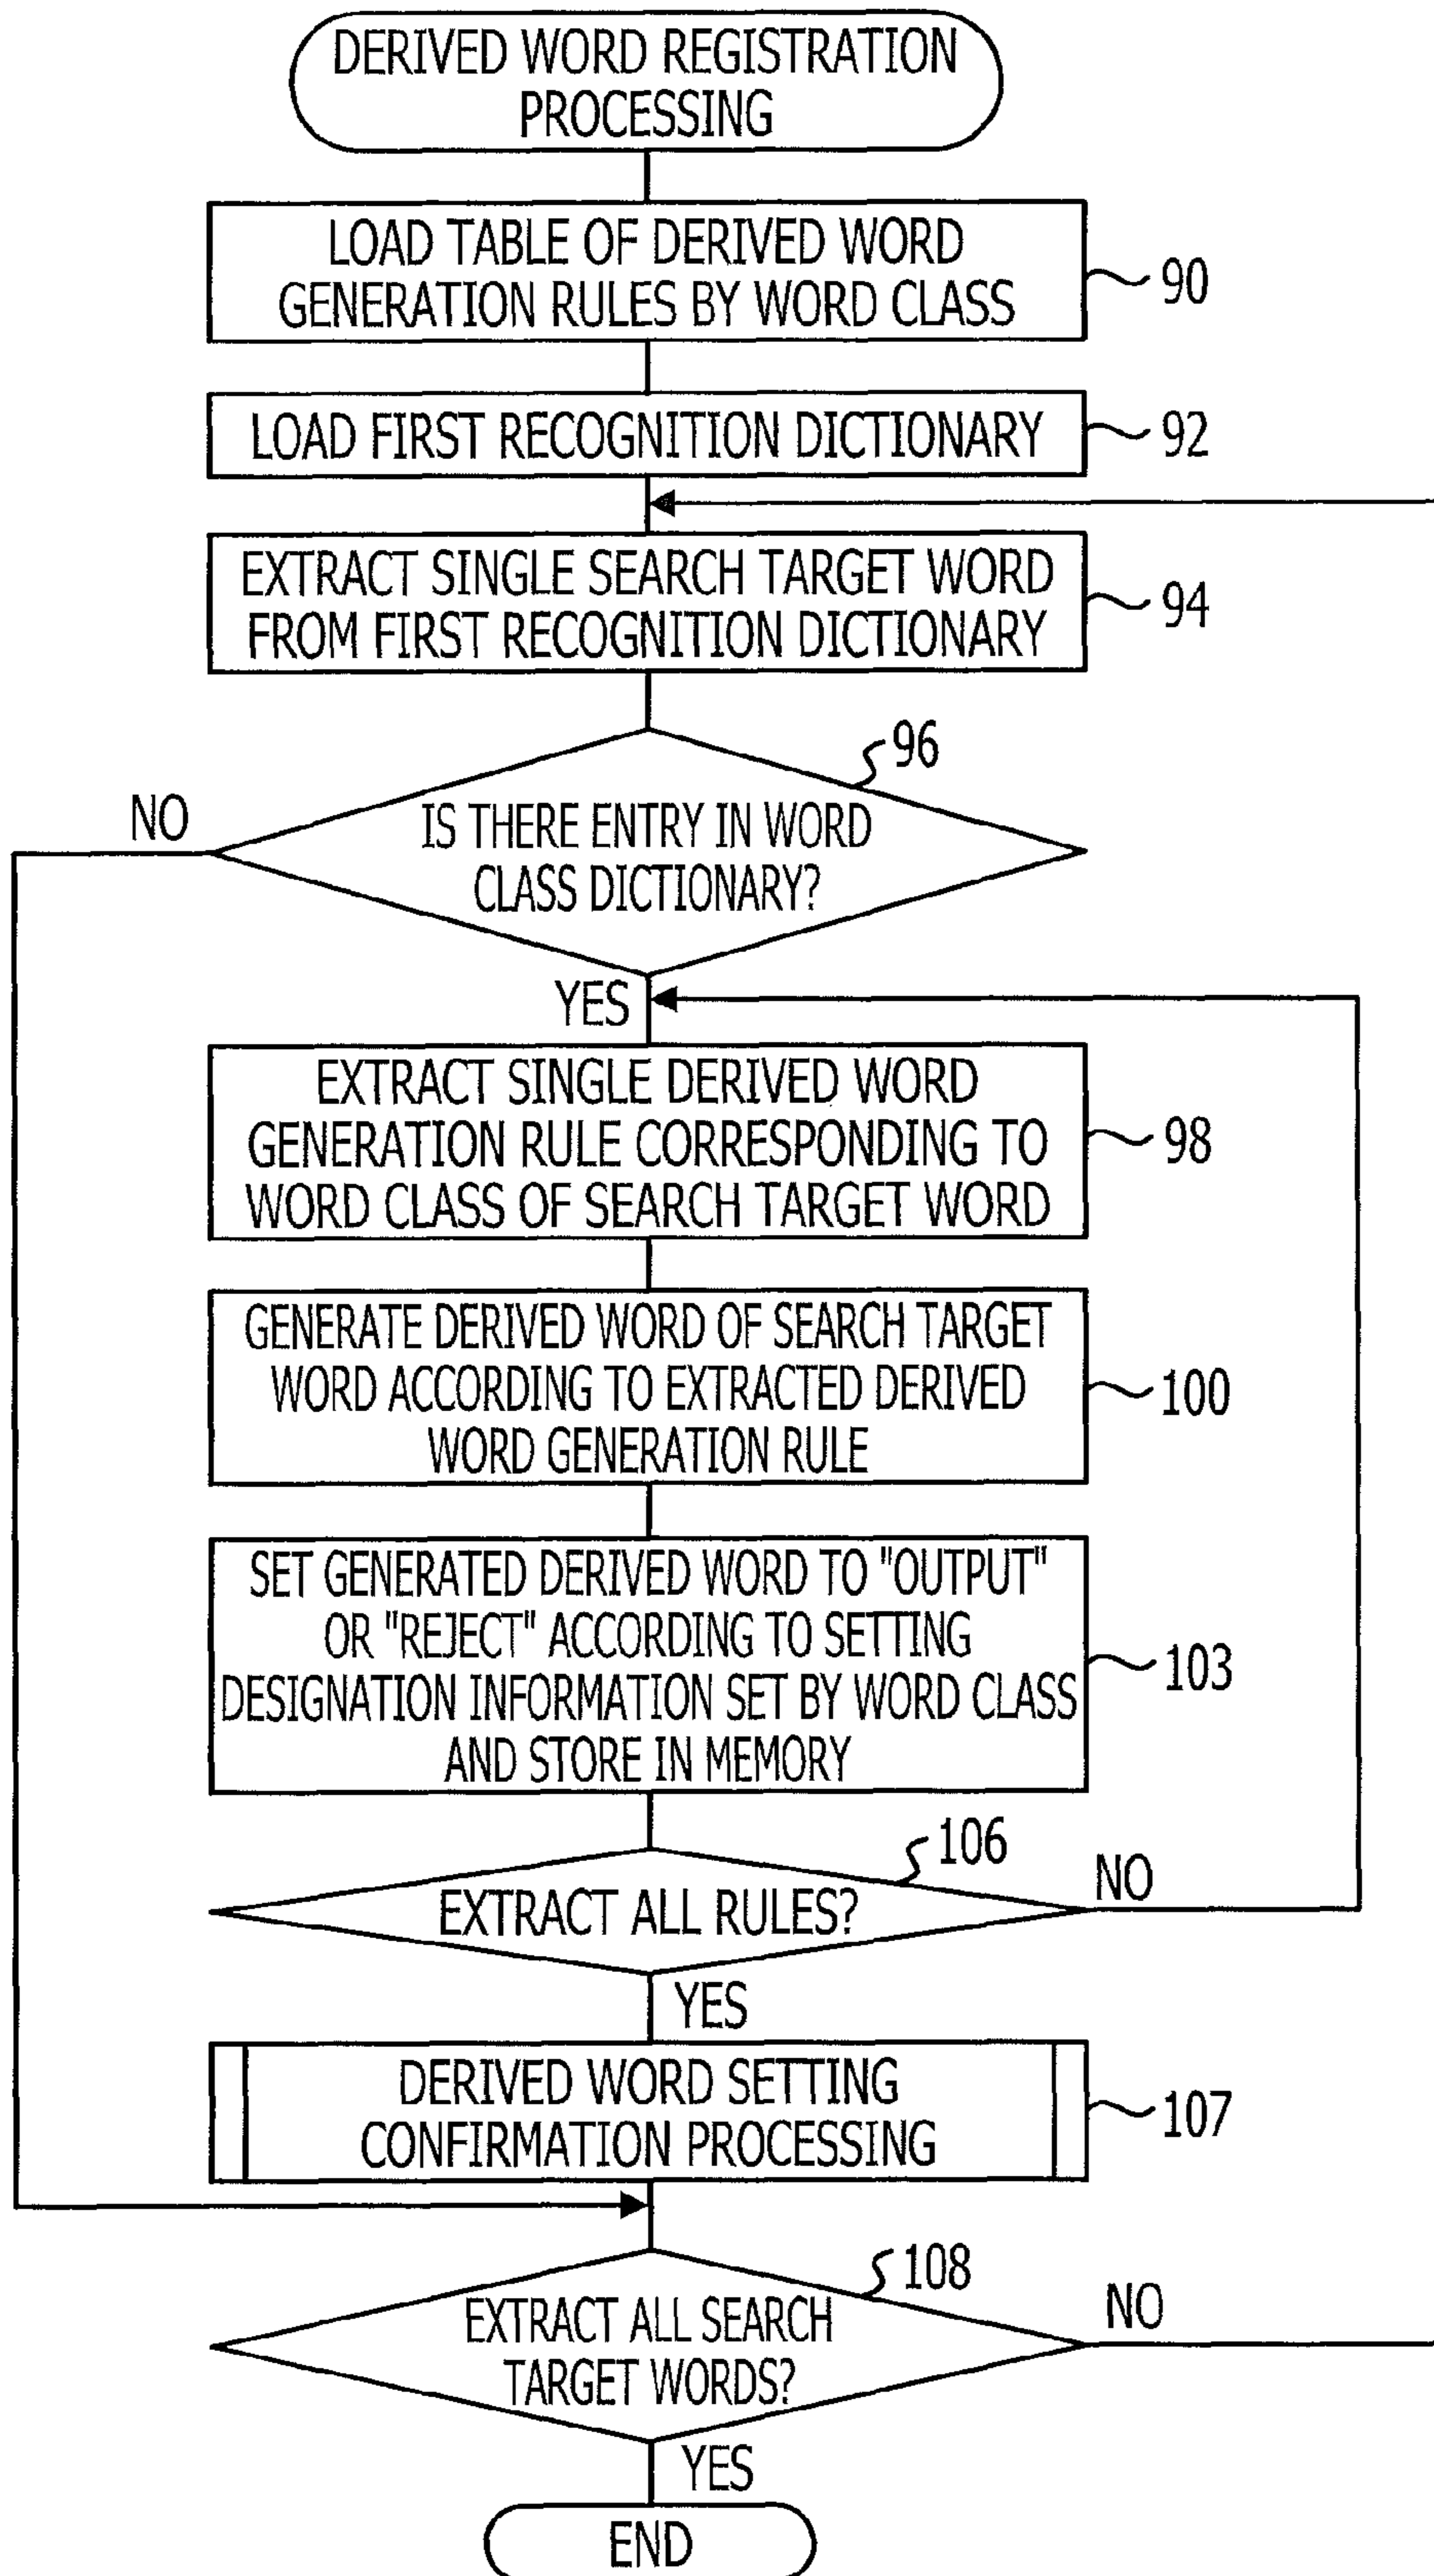 DERIVED WORD REGISTRATION
PROCESSING
LOAD TABLE OF DERIVED WORD
GENERATION RULES BY WORD CLASS
90
LOAD FIRST RECOGNITION DICTIONARY
92
EXTRACT SINGLE SEARCH TARGET WORD
FROM FIRST RECOGNITION DICTIONARY
94
96
NO
IS THERE ENTRY IN WORD
CLASS DICTIONARY?
YES
EXTRACT SINGLE DERIVED WORD
GENERATION RULE CORRESPONDING TO
WORD CLASS OF SEARCH TARGET WORD
98
GENERATE DERIVED WORD OF SEARCH TARGET
WORD ACCORDING TO EXTRACTED DERIVED
WORD GENERATION RULE
100
SET GENERATED DERIVED WORD TO "OUTPUT"
OR "REJECT" ACCORDING TO SETTING
DESIGNATION INFORMATION SET BY WORD CLASS
AND STORE IN MEMORY
103
106
EXTRACT ALL RULES?
NO
YES
DERIVED WORD SETTING
CONFIRMATION PROCESSING
107
108
EXTRACT ALL SEARCH
TARGET WORDS?
NO
YES
END